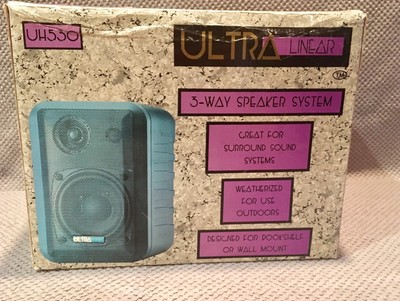 UH530
ULTRA LINEAR
TM
3-WAY SPEAKER SYSTEM
GREAT FOR
SURROUND SOUND
SYSTEMS
WEATHERIZED
FOR USE
OUTDOORS
DESIGNED FOR BOOKSHELF
OR WALL MOUNT
ULTRA